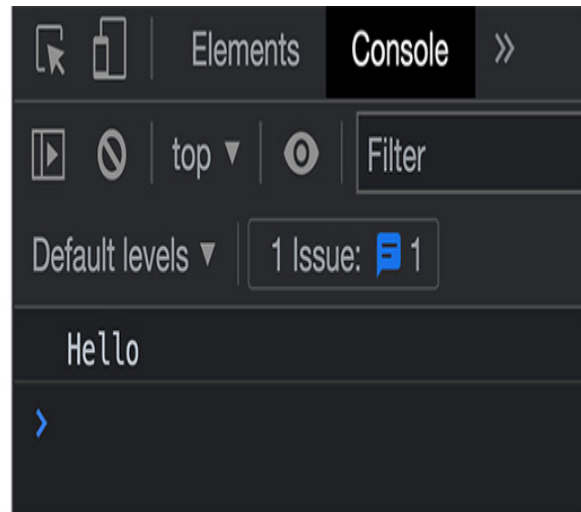 Elements Console »
top ▼ Filter
Default levels ▼ 1 Issue: 1
Hello
›